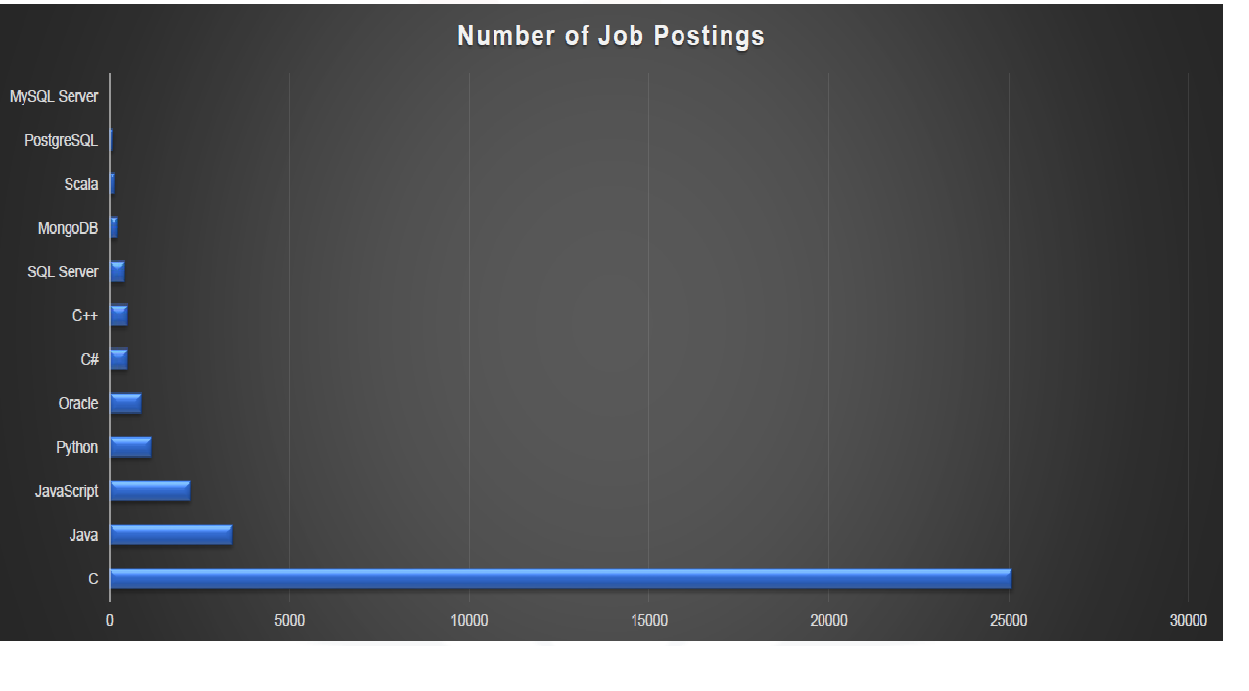 Number of Job Postings
MySQL Server
PostgreSQL
Scala
MongoDB
SQL Server
C++
C#
Oracle
Python
JavaScript
Java
C
0 5000 10000 15000 20000 25000 30000